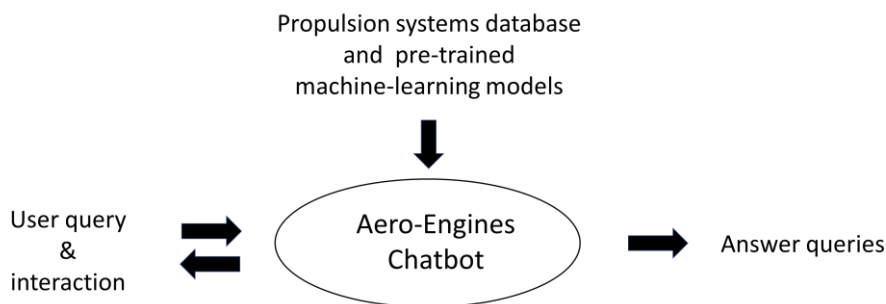 Propulsion systems database
and pre-trained
machine-learning models
User query
&
interaction
Aero-Engines
Chatbot
Answer queries